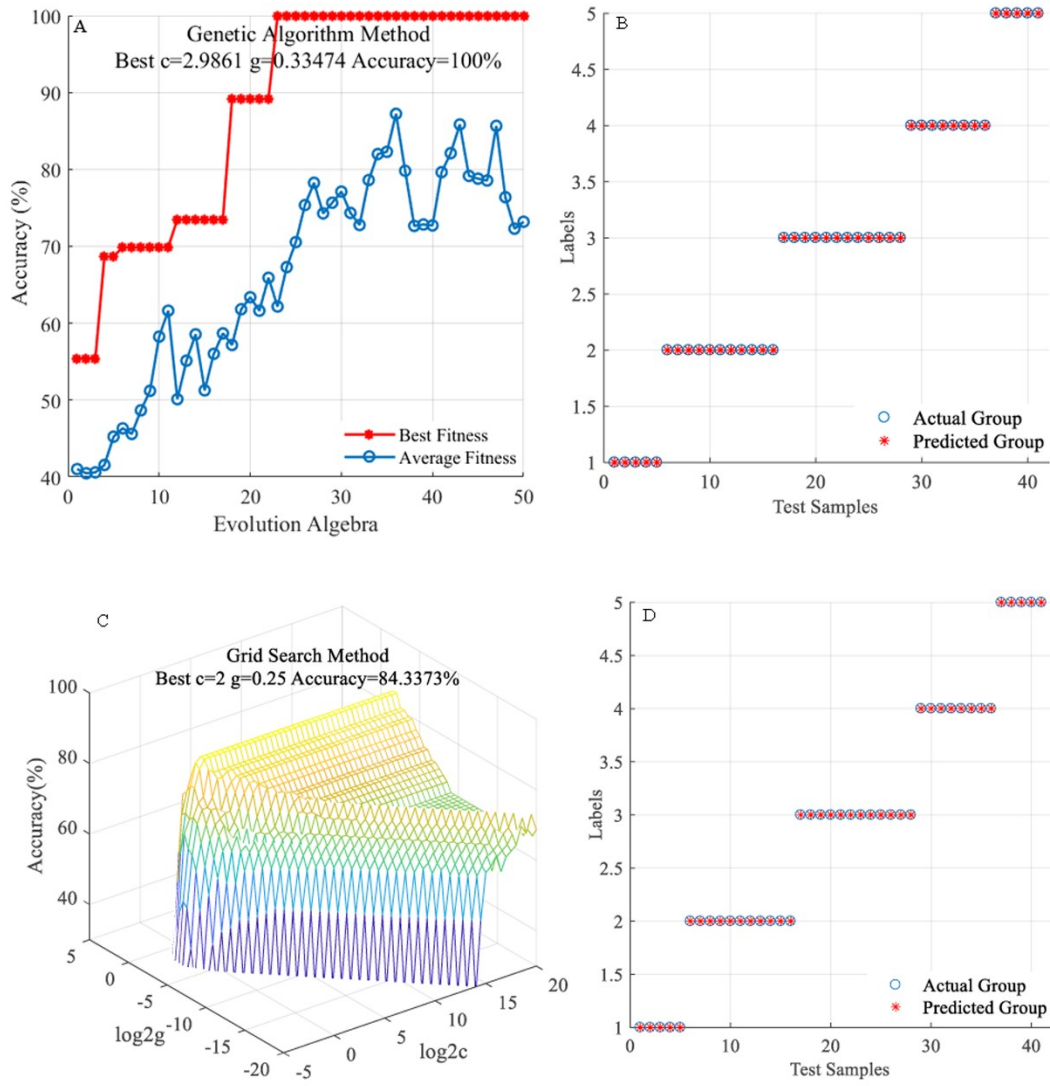 A
Genetic Algorithm Method
Best c=2.9861 g=0.33474 Accuracy=100%
100
90
80
70
60
50
40
Accuracy (%)
Best Fitness
Average Fitness
0 10 20 30 40 50
Evolution Algebra
B
5
4.5
4
3.5
3
2.5
2
1.5
1
Labels
Actual Group
Predicted Group
0 10 20 30 40
Test Samples
C
Grid Search Method
Best c=2 g=0.25 Accuracy=84.3373%
100
80
60
40
Accuracy(%)
5
0
-5
-10
-15
-20
log2g
-5
0
5
10
15
20
log2c
D
5
4.5
4
3.5
3
2.5
2
1.5
1
Labels
Actual Group
Predicted Group
0 10 20 30 40
Test Samples